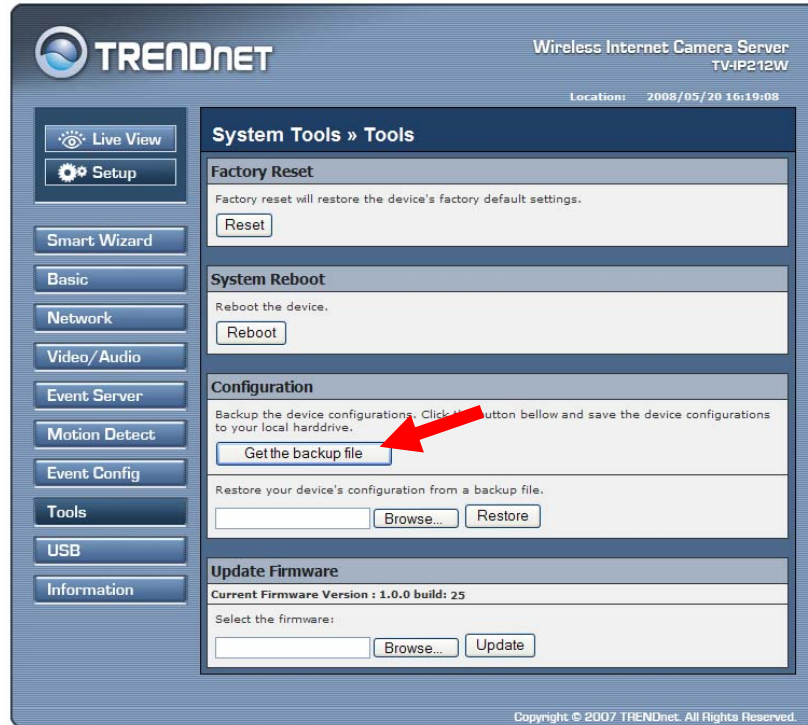 TRENDnet
Wireless Internet Camera Server
TV-IP212W
Location: 2008/05/20 16:19:08
Live View
Setup
Smart Wizard
Basic
Network
Video/Audio
Event Server
Motion Detect
Event Config
Tools
USB
Information
System Tools » Tools
Factory Reset
Factory reset will restore the device's factory default settings.
Reset
System Reboot
Reboot the device.
Reboot
Configuration
Backup the device configurations. Click button bellow and save the device configurations
to your local harddrive.
Get the backup file
Restore your device's configuration from a backup file.
Browse... Restore
Update Firmware
Current Firmware Version : 1.0.0 build: 25
Select the firmware:
Browse... Update
Copyright © 2007 TRENDnet. All Rights Reserved.